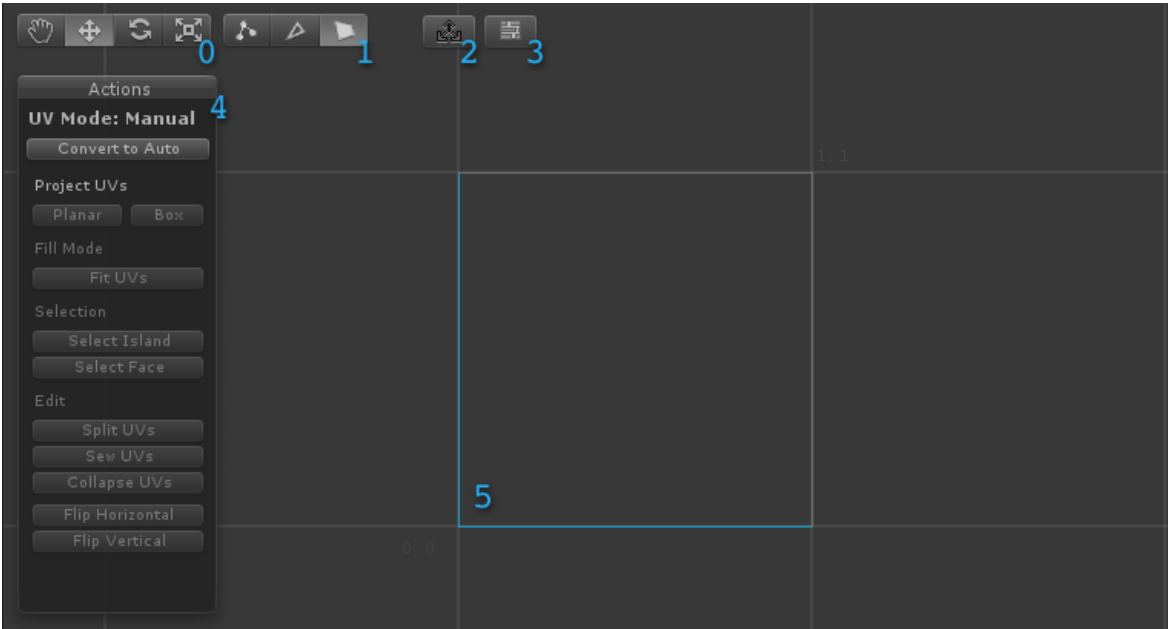 0
1
2
3
Actions
4
UV Mode: Manual
Convert to Auto
1, 1
Project UVs
Planar Box
Fill Mode
Fit UVs
Selection
Select Island
Select Face
Edit
Split UVs
Sew UVs
Collapse UVs
5
Flip Horizontal
Flip Vertical
0, 0